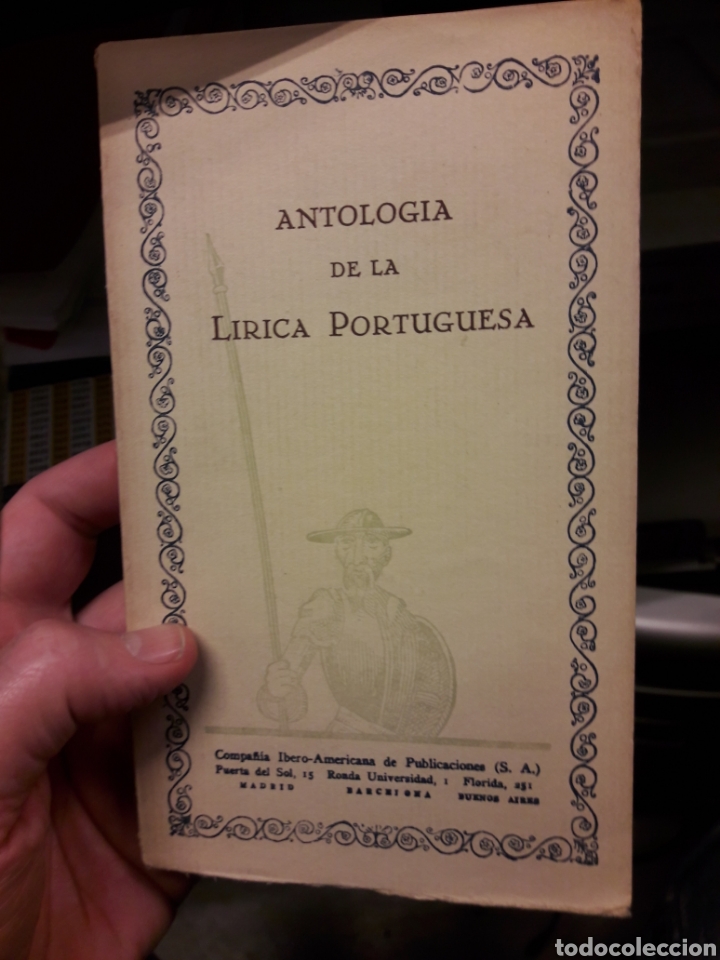 ANTOLOGIA
DE LA
LIRICA PORTUGUESA
Compañía Ibero-Americana de Publicaciones (S. A.)
Puerta del Sol, 15 Ronda Universidad, 1 Florida, 251
MADRID BARCELONA BUENOS AIRES
todocoleccion